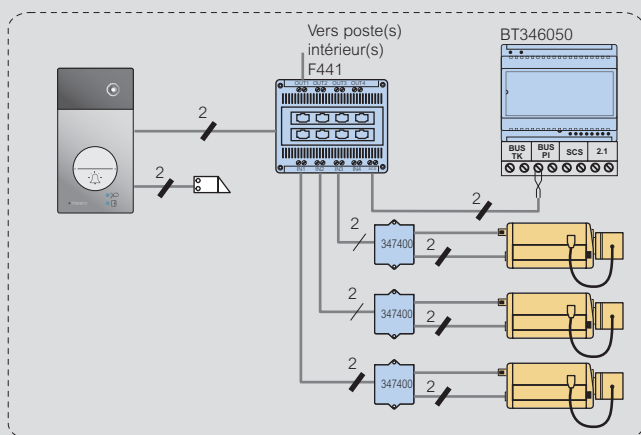 Vers poste(s)
intérieur(s)
F441
BT346050
OUT1 OUT2 OUT3 OUT4
2
IN1 IN2 IN3 IN4
BUS TK
BUS PI
SCS
2.1
2
2
2
347400
2
2
347400
2
2
347400
2